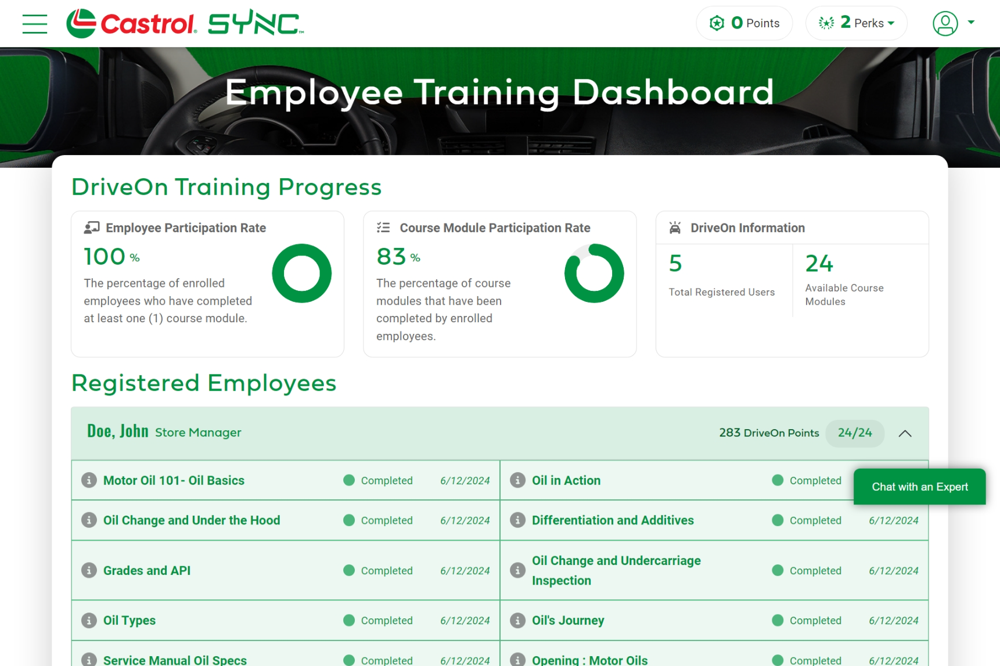 Castrol SYNC™
0 Points
2 Perks
Employee Training Dashboard
DriveOn Training Progress
Employee Participation Rate
100 %
The percentage of enrolled
employees who have completed
at least one (1) course module.
Course Module Participation Rate
83 %
The percentage of course
modules that have been
completed by enrolled
employees.
DriveOn Information
5
Total Registered Users
24
Available Course
Modules
Registered Employees
Doe, John Store Manager
283 DriveOn Points 24/24
Motor Oil 101- Oil Basics Completed 6/12/2024
Oil in Action Completed
Chat with an Expert
Oil Change and Under the Hood Completed 6/12/2024
Differentiation and Additives Completed 6/12/2024
Grades and API Completed 6/12/2024
Oil Change and Undercarriage
Inspection Completed 6/12/2024
Oil Types Completed 6/12/2024
Oil's Journey Completed 6/12/2024
Service Manual Oil Specs Completed 6/12/2024
Opening : Motor Oils Completed 6/12/2024